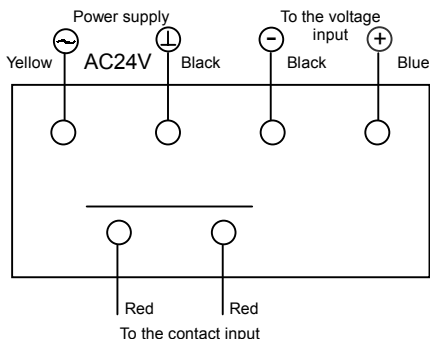 Power supply
To the voltage
input
Yellow
AC24V
Black
Black
Blue
Red
Red
To the contact input